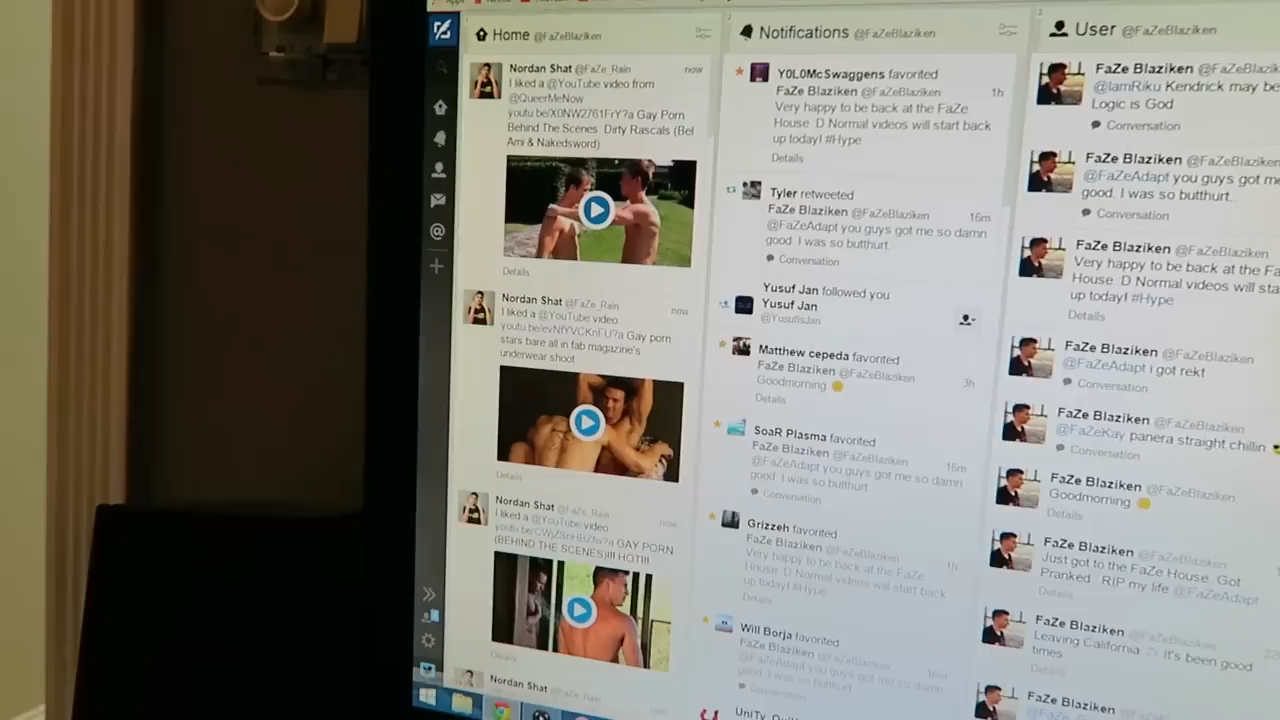 Home @FaZeBlaziken
Nordan Shat @FaZe_Rain now
I liked a @YouTube video from
@QueerMeNow
youtu.be/X0NW2761FrY?a Gay Porn
Behind The Scenes Dirty Rascals (Bel
Ami & Nakedsword)
Details
Nordan Shat @FaZe_Rain now
I liked a @YouTube video
youtu.be/evNfYVCKnFU?a Gay porn
stars bare all in fab magazine's
underwear shoot
Details
Nordan Shat @FaZe_Rain now
I liked a @YouTube video
GAY PORN
(BEHIND THE SCENES)!!! HOT!!!
Details
Nordan Shat @FaZe_Rain now
Notifications @FaZeBlaziken
Y0L0McSwaggens favorited
FaZe Blaziken @FaZeBlaziken 1h
Very happy to be back at the FaZe
House :D Normal videos will start back
up today! #Hype
Details
Tyler retweeted
FaZe Blaziken @FaZeBlaziken 16m
@FaZeAdapt you guys got me so damn
good. I was so butthurt.
Conversation
Yusuf Jan followed you
Yusuf Jan
@YusufIsJan
Matthew cepeda favorited
FaZe Blaziken @FaZeBlaziken 3h
Goodmorning
Details
SoaR Plasma favorited
FaZe Blaziken @FaZeBlaziken 16m
@FaZeAdapt you guys got me so damn
good. I was so butthurt.
Conversation
Grizzeh favorited
FaZe Blaziken @FaZeBlaziken 1h
Very happy to be back at the FaZe
House :D Normal videos will start back
up today! #Hype
Details
Will Borja favorited
FaZe Blaziken @FaZeBlaziken 16m
@FaZeAdapt you guys got me so damn
good. I was so butthurt.
Conversation
User @FaZeBlaziken
FaZe Blaziken @FaZeBlazik
@IamRiku Kendrick may be
Logic is God
Conversation
FaZe Blaziken @FaZeBlaziken
@FaZeAdapt you guys got me
good. I was so butthurt..
Conversation
FaZe Blaziken @FaZeBlaziken
Very happy to be back at the Fa
House :D Normal videos will sta
up today! #Hype
Details
FaZe Blaziken @FaZeBlaziken
@FaZeAdapt i got rekt
Conversation
FaZe Blaziken @FaZeBlaziken
@FaZeKay panera straight chillin
Conversation
FaZe Blaziken @FaZeBlaziken
Goodmorning
Details
FaZe Blaziken @FaZeBlaziken
Just got to the FaZe House. Got
Pranked.. RIP my life @FaZeAdapt
Details
FaZe Blaziken @FaZeBlaziken
Leaving California It's been good
times
Details
FaZe Blaziken @FaZeBlaziken